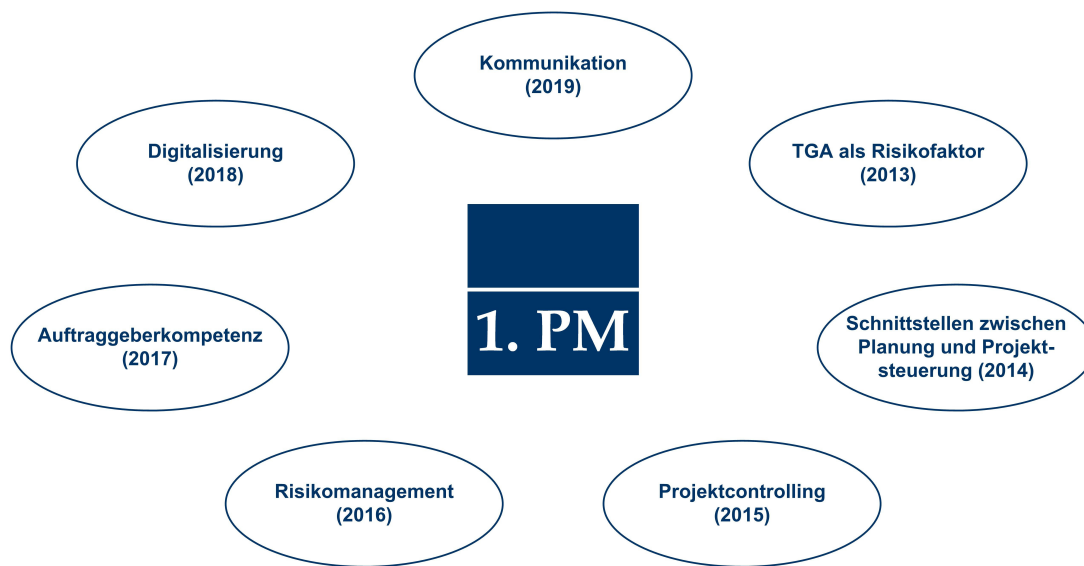 Kommunikation
(2019)
Digitalisierung
(2018)
TGA als Risikofaktor
(2013)
1. PM
Auftraggeberkompetenz
(2017)
Schnittstellen zwischen
Planung und Projekt-
steuerung (2014)
Risikomanagement
(2016)
Projektcontrolling
(2015)